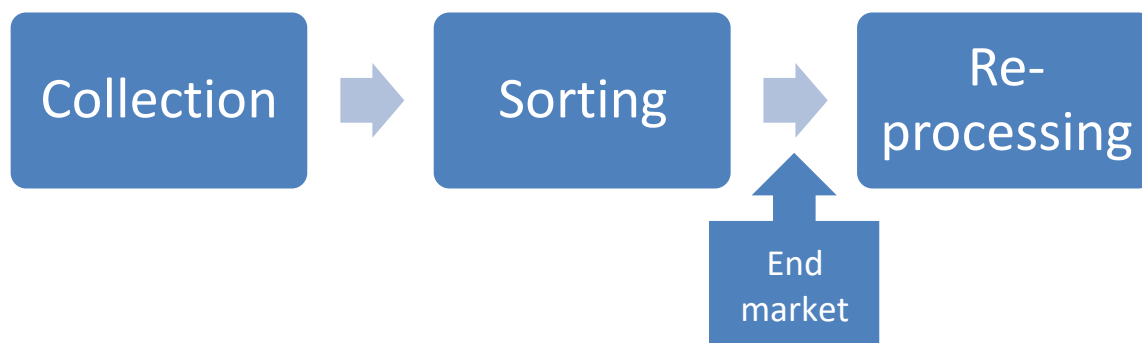 Collection
Sorting
Re-
processing
End
market